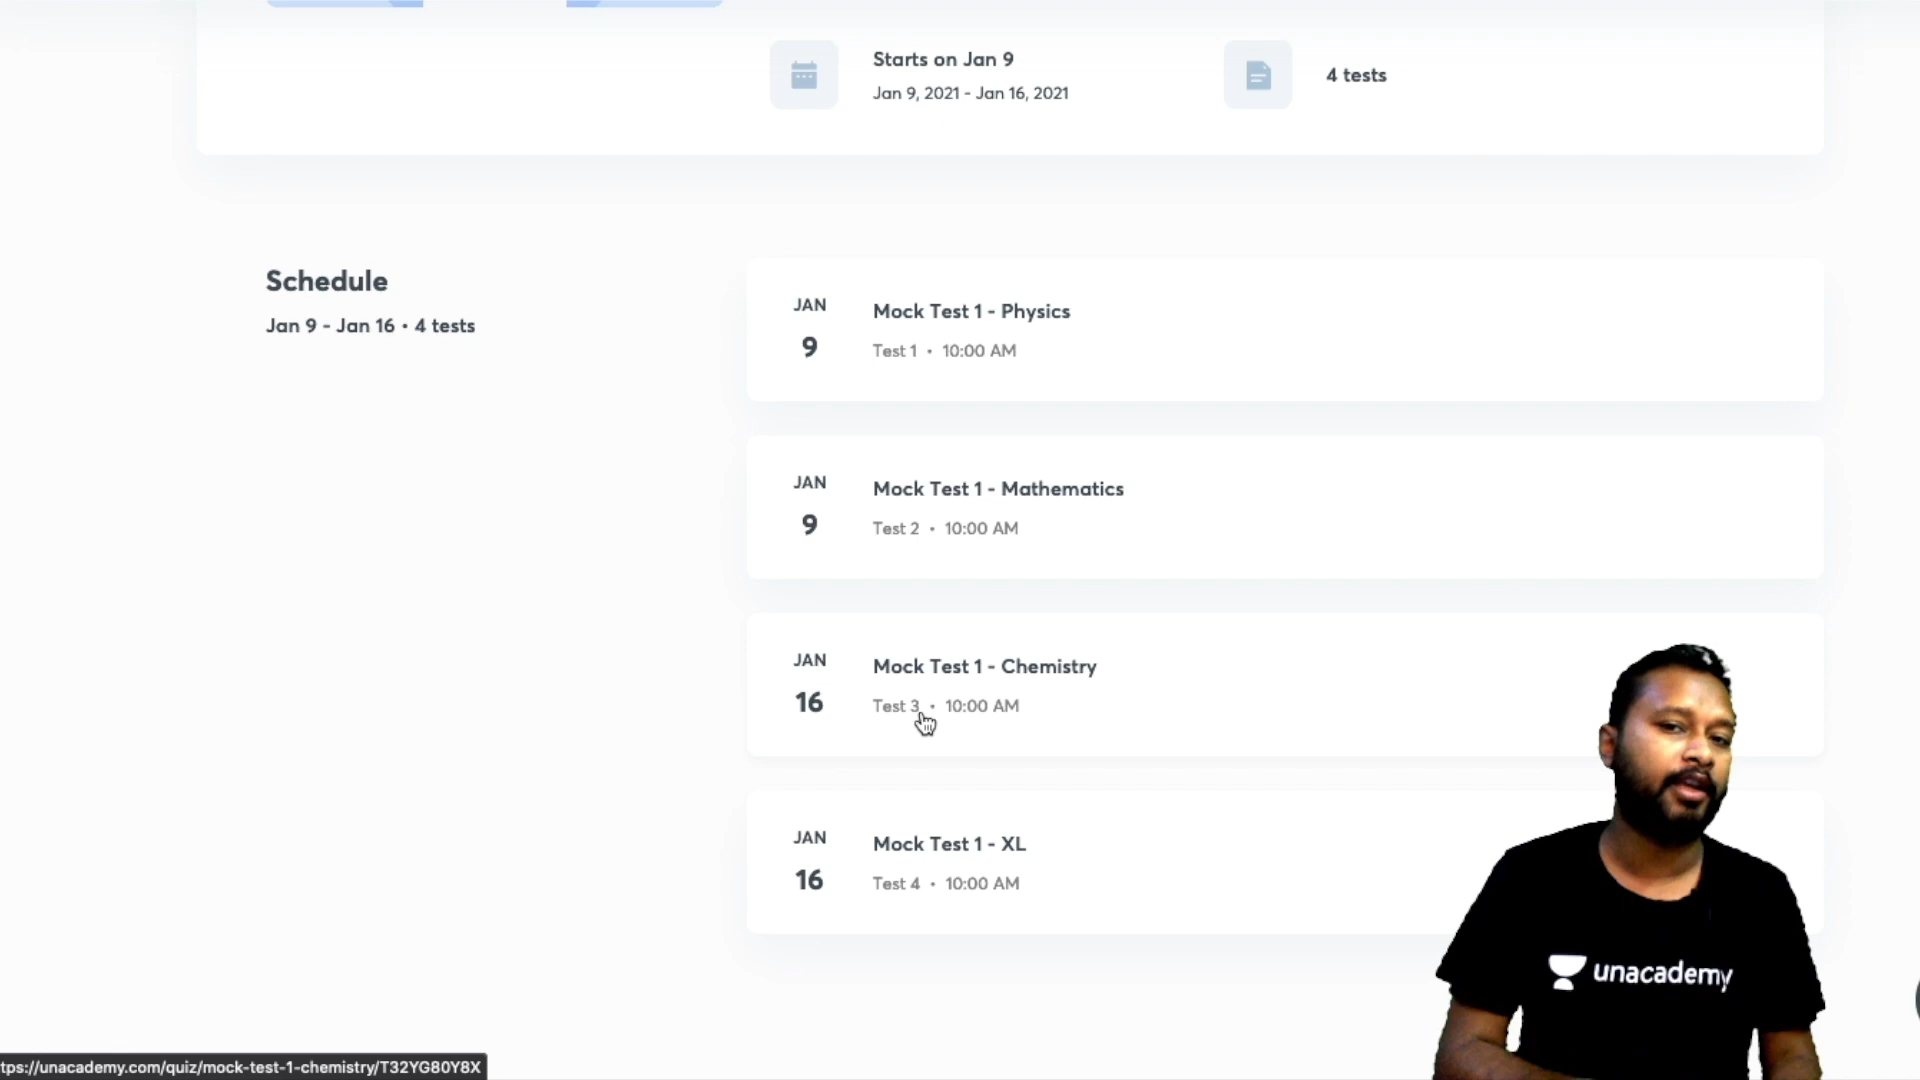 Starts on Jan 9
Jan 9, 2021 - Jan 16, 2021
4 tests
Schedule
Jan 9 - Jan 16 • 4 tests
JAN
9
Mock Test 1 - Physics
Test 1 • 10:00 AM
JAN
9
Mock Test 1 - Mathematics
Test 2 • 10:00 AM
JAN
16
Mock Test 1 - Chemistry
Test 3 • 10:00 AM
JAN
16
Mock Test 1 - XL
Test 4 • 10:00 AM
unacademy
tps://unacademy.com/quiz/mock-test-1-chemistry/T32YG80Y8X